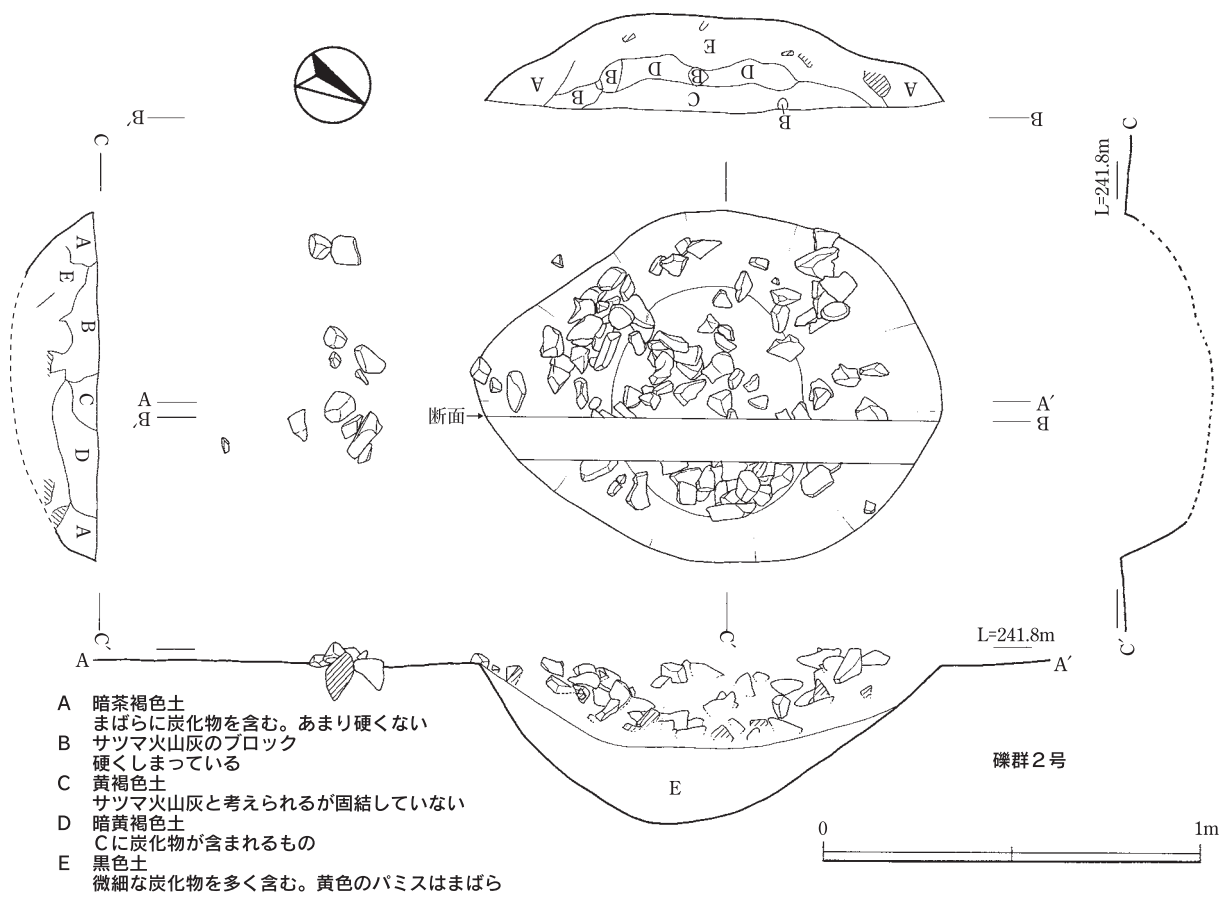 E
A
B
D
B
D
B
C
B
A
B′
B
C
C
L=241.8m
A
E
B
C
D
A
A
B′
断面
A′
B
C′
C′
C′
A
L=241.8m
A′
E
A 暗茶褐色土
まばらに炭化物を含む。あまり硬くない
B サツマ火山灰のブロック
硬くしまっている
C 黄褐色土
サツマ火山灰と考えられるが固結していない
D 暗黄褐色土
Cに炭化物が含まれるもの
E 黒色土
微細な炭化物を多く含む。黄色のパミスはまばら
礫群2号
0 1m